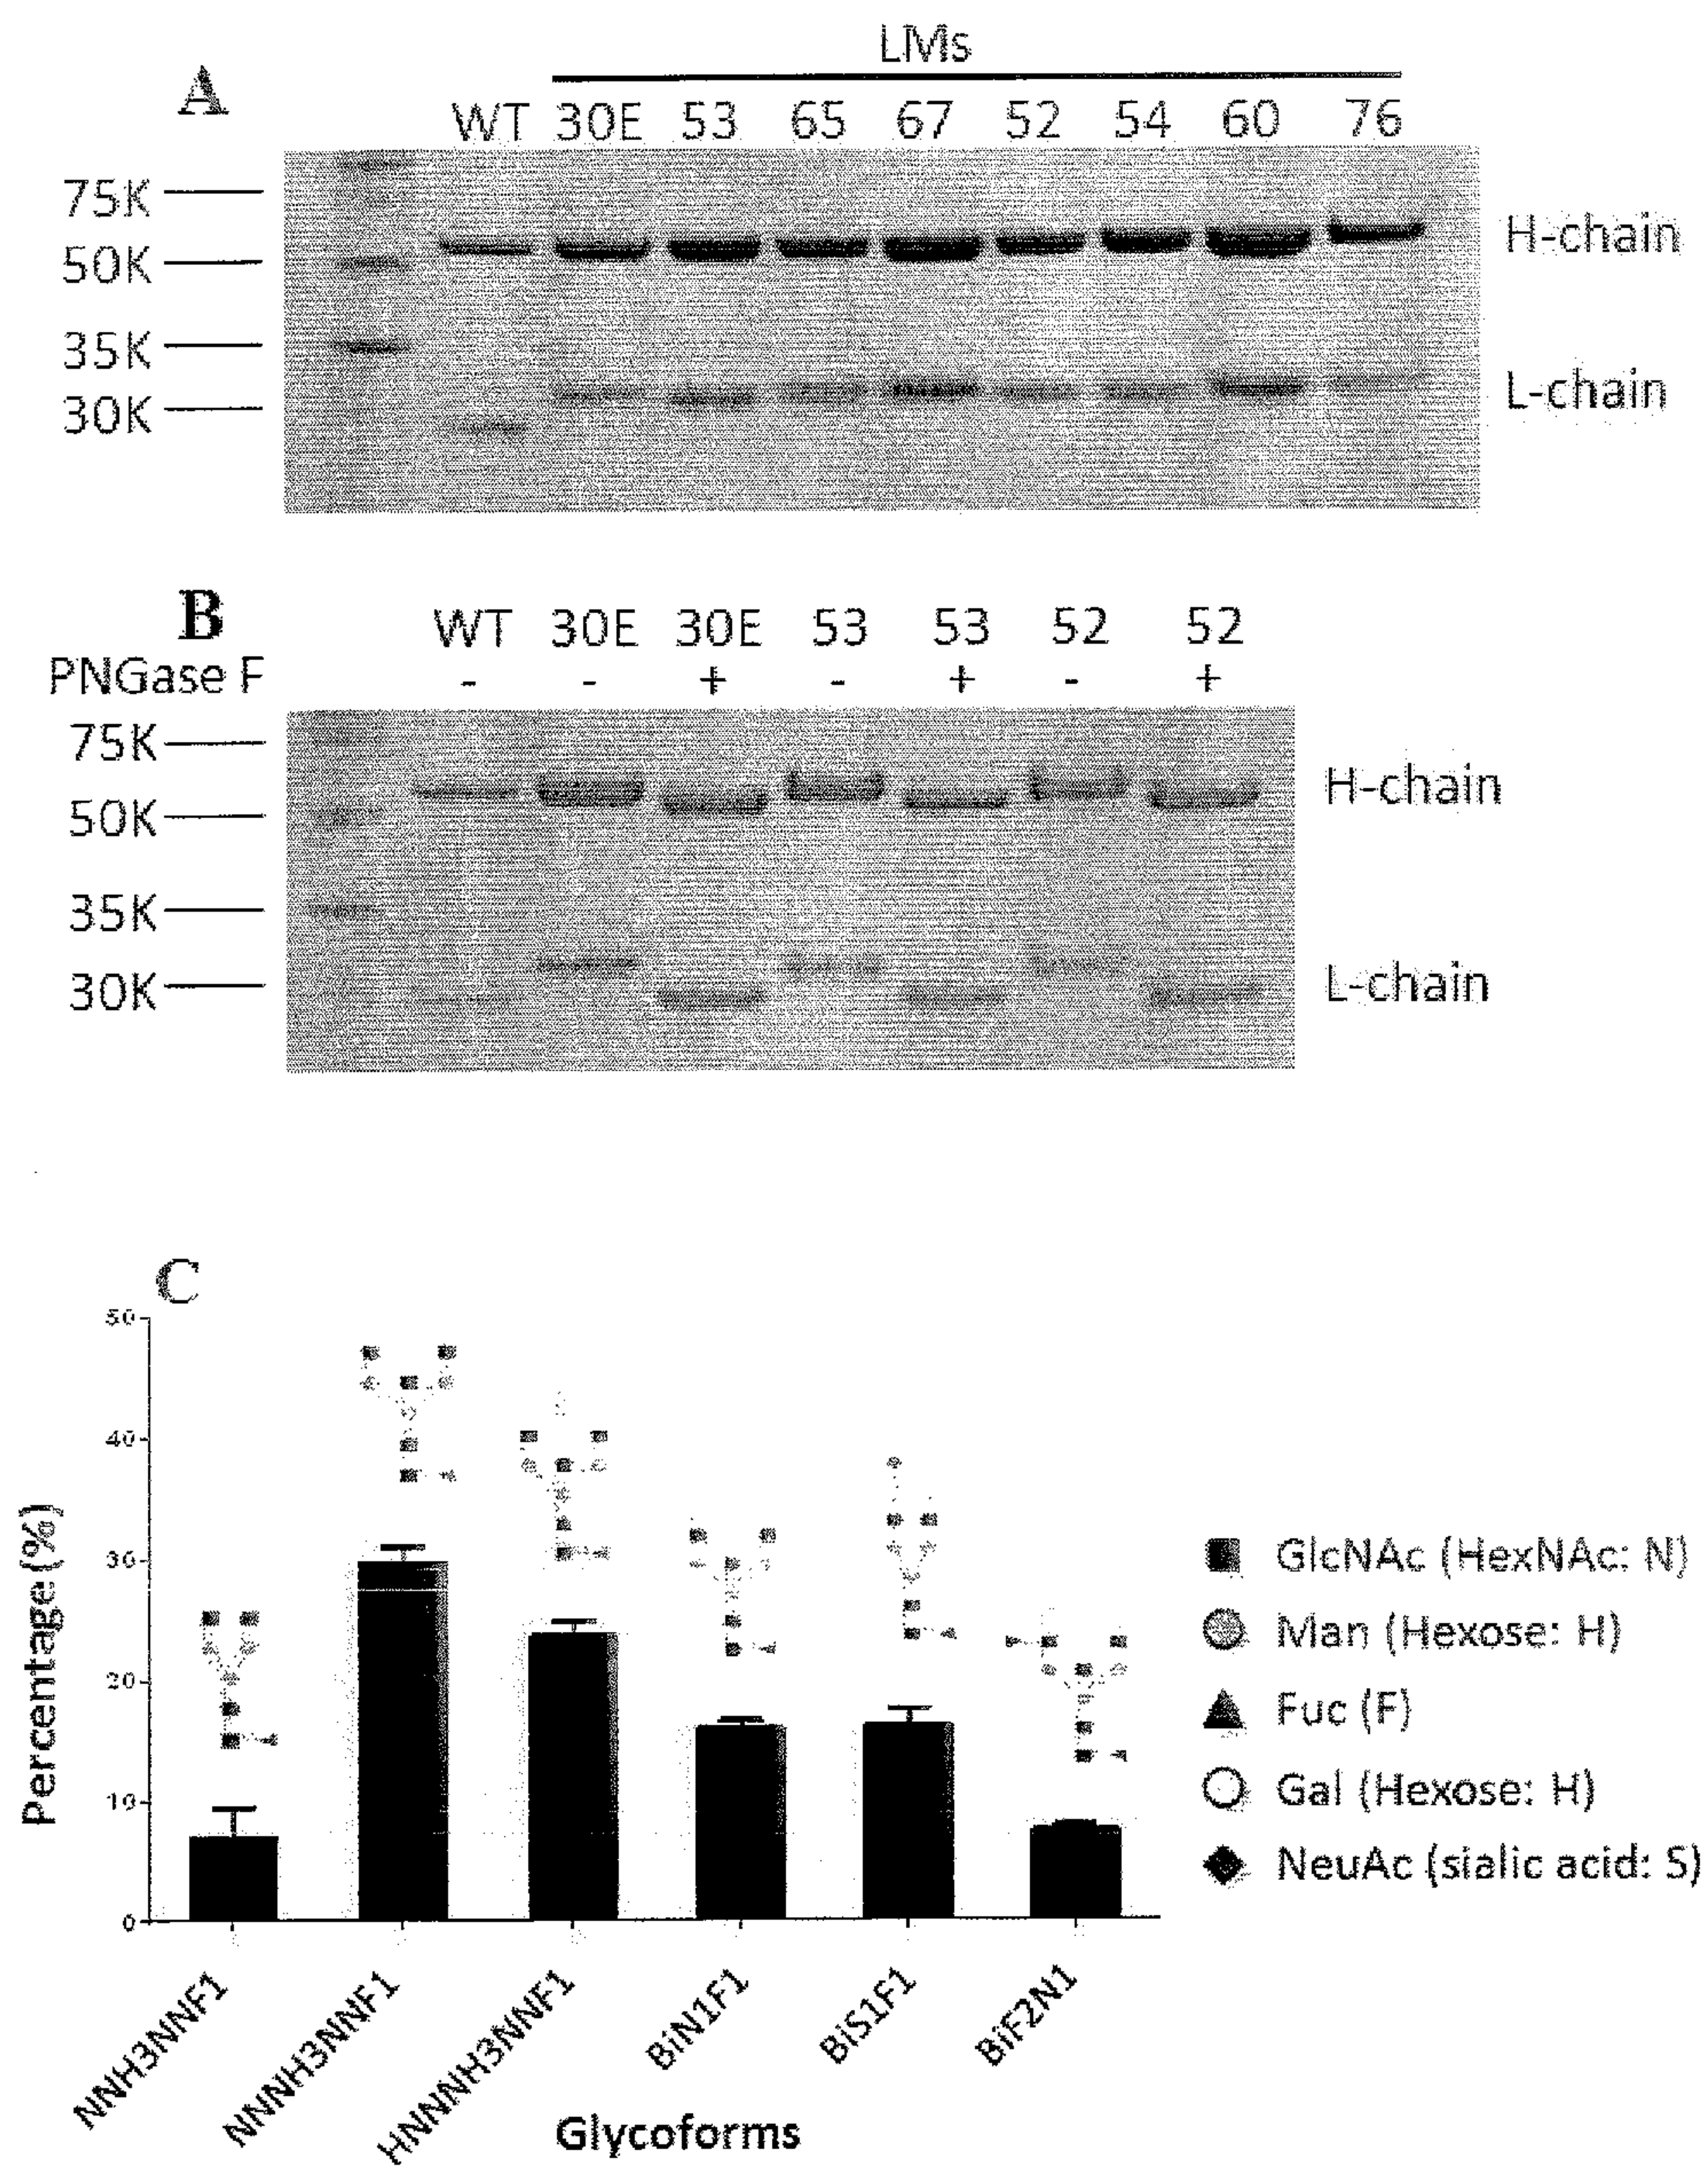 A
LMs
WT 30E 53 65 67 52 54 60 76
75K
50K
35K
30K
H-chain
L-chain
B
WT 30E 30E 53 53 52 52
PNGase F - - + - + - +
75K
50K
35K
30K
H-chain
L-chain
C
50
40
30
20
10
0
Percentage (%)
GlcNAc (HexNAc: N)
Man (Hexose: H)
Fuc (F)
Gal (Hexose: H)
NeuAc (sialic acid: S)
NNH3NNF1
NNNH3NNF1
HNNNH3NNF1
BiN1F1
BiS1F1
BiF2N1
Glycoforms